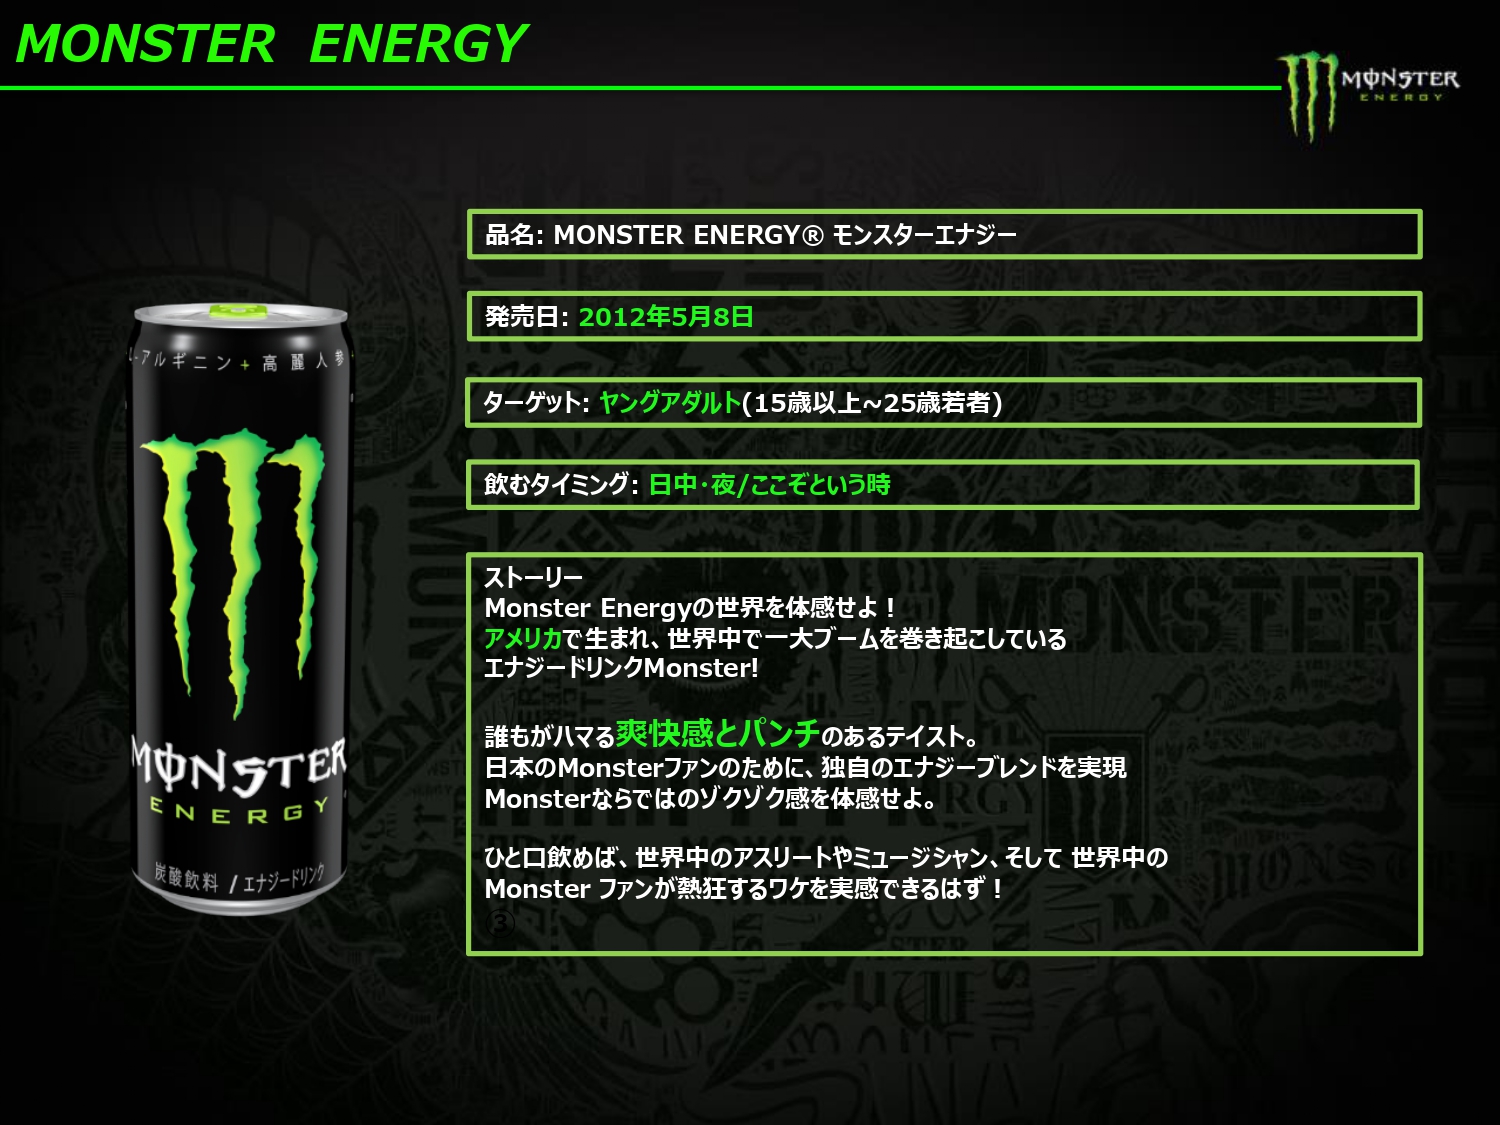 MONSTER ENERGY
MONSTER
ENERGY
品名: MONSTER ENERGY® モンスターエナジー
発売日: 2012年5月8日
ターゲット: ヤングアダルト(15歳以上~25歳若者)
飲むタイミング: 日中・夜/ここぞという時
ストーリー
Monster Energyの世界を体感せよ！
アメリカで生まれ、世界中で一大ブームを巻き起こしている
エナジードリンクMonster!
誰もがハマる爽快感とパンチのあるテイスト。
日本のMonsterファンのために、独自のエナジーブレンドを実現
Monsterならではのゾクゾク感を体感せよ。
ひと口飲めば、世界中のアスリートやミュージシャン、そして 世界中の
Monster ファンが熱狂するワケを実感できるはず！
③
L-アルギニン+高麗人参
MONSTER
ENERGY
炭酸飲料 / エナジードリンク
MONSTER